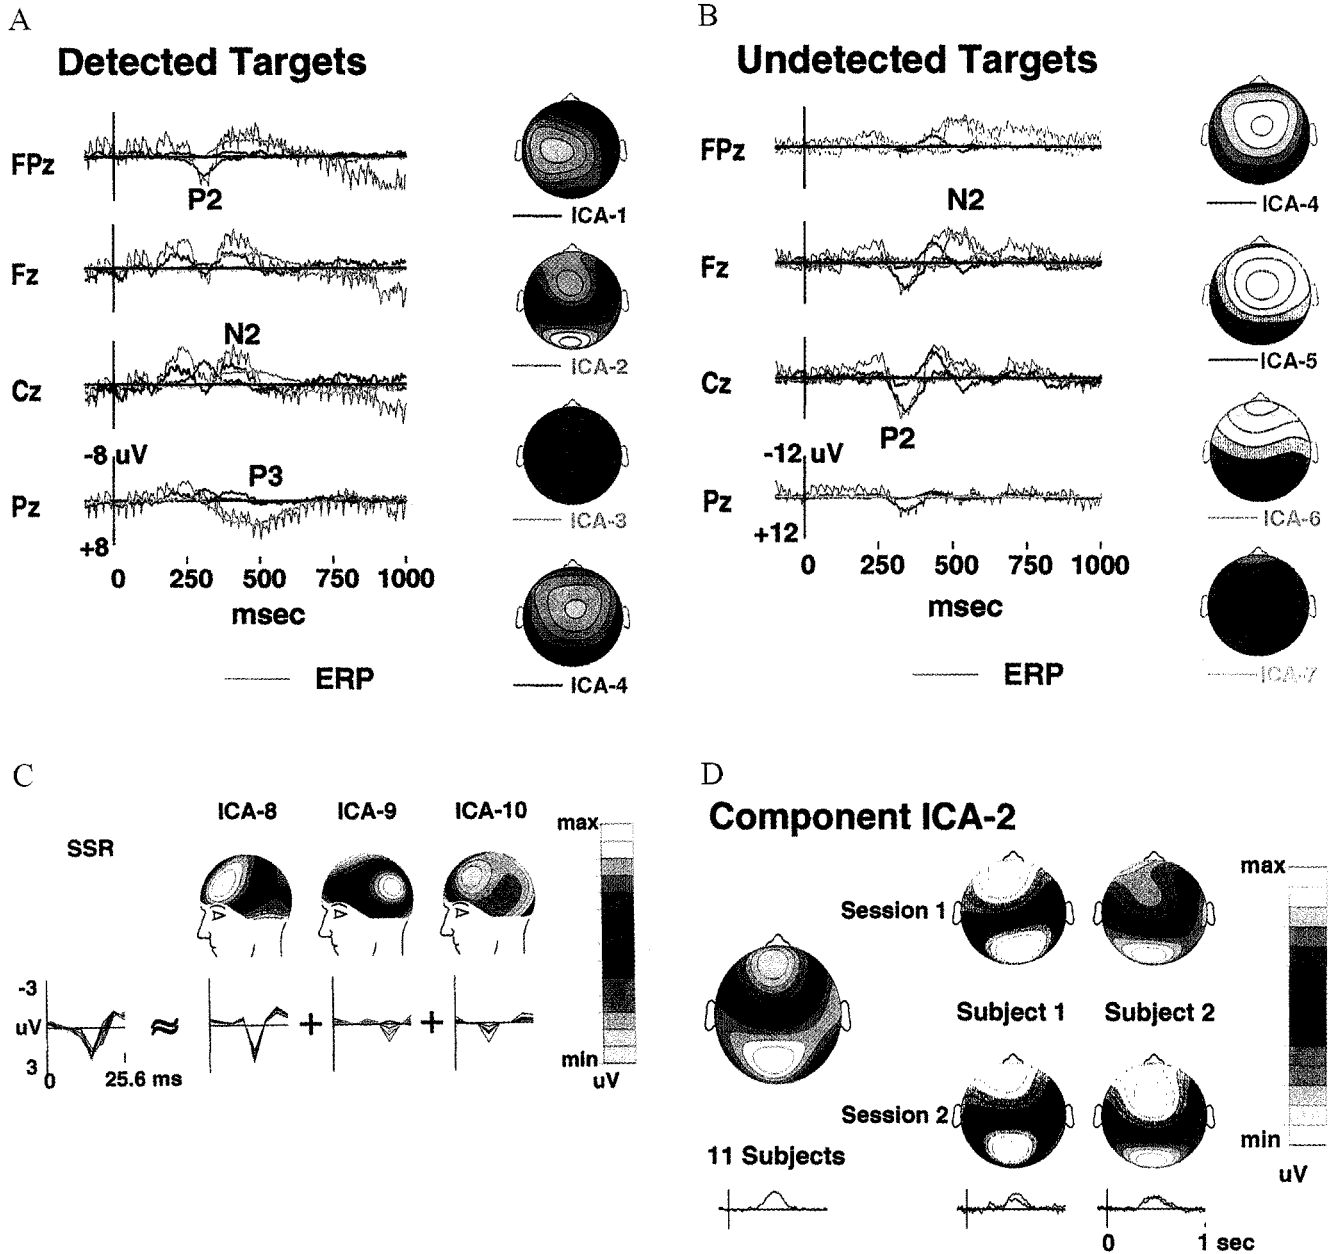 A
Detected Targets
FPz
P2
ICA-1
Fz
N2
ICA-2
Cz
-8 uV
P3
Pz
ICA-3
+8
0 250 500 750 1000
msec
ERP
ICA-4
B
Undetected Targets
FPz
N2
ICA-4
Fz
Cz
ICA-5
P2
-12 uV
Pz
ICA-6
+12
0 250 500 750 1000
msec
ERP
ICA-7
C
ICA-8 ICA-9 ICA-10
SSR
max
-3
uV
≈ + +
3
0 25.6 ms
min
uV
D
Component ICA-2
max
Session 1
Subject 1 Subject 2
Session 2
min
uV
11 Subjects
0 1 sec